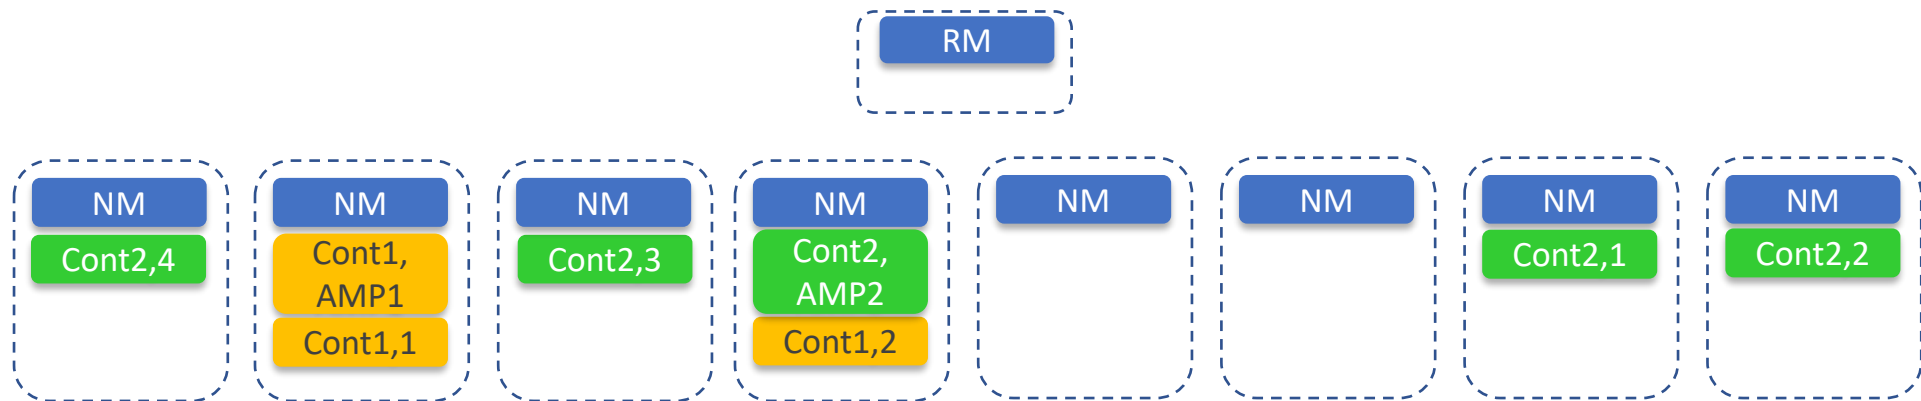 RM
NM
Cont2,4
NM
Cont1,
AMP1
Cont1,1
NM
Cont2,3
NM
Cont2,
AMP2
Cont1,2
NM
NM
NM
Cont2,1
NM
Cont2,2